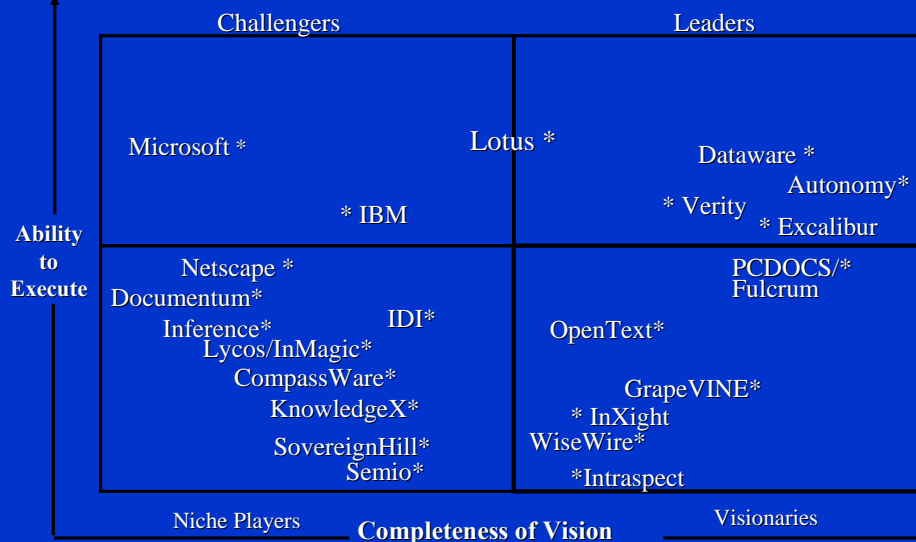 Challengers
Leaders
Lotus *
Microsoft *
Dataware *
Autonomy*
* Verity
* IBM
* Excalibur
Ability
to
Execute
Netscape *
PCDOCS/*
Fulcrum
Documentum*
IDI*
Inference*
OpenText*
Lycos/InMagic*
CompassWare*
GrapeVINE*
KnowledgeX*
* InXight
SovereignHill*
WiseWire*
Semio*
*Intraspect
Niche Players
Completeness of Vision
Visionaries